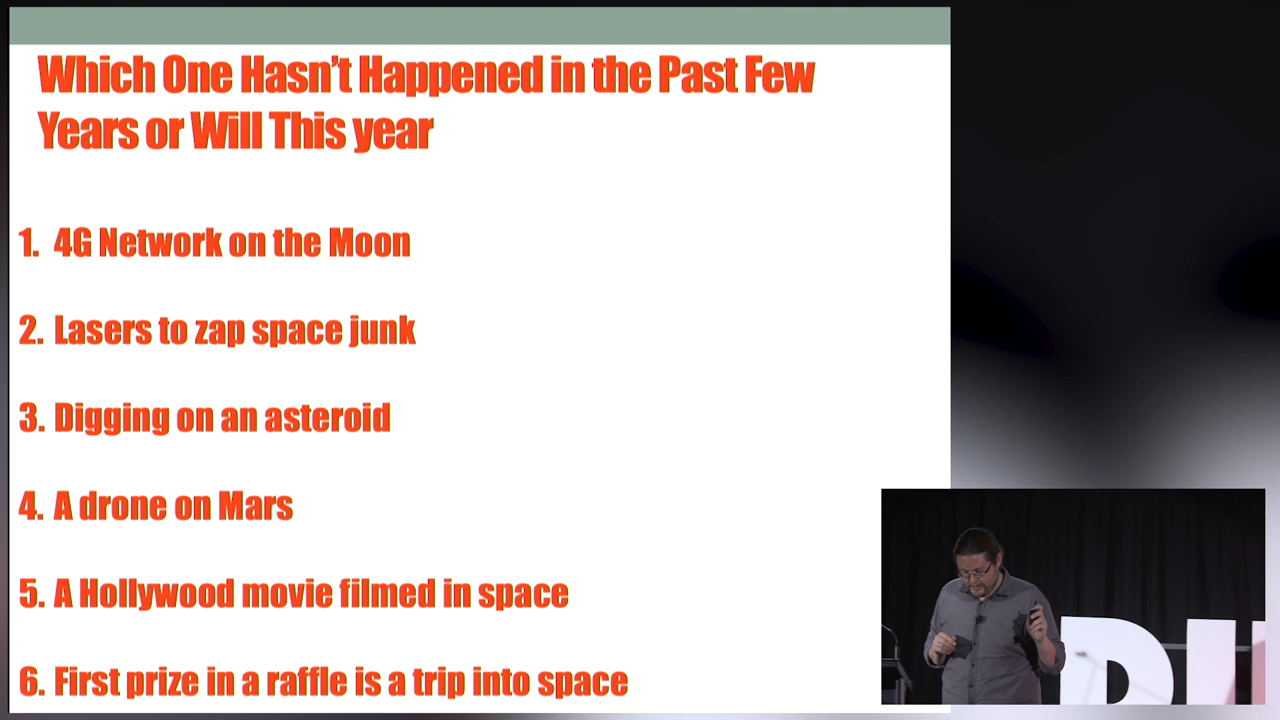 Which One Hasn't Happened in the Past Few
Years or Will This year
1. 4G Network on the Moon
2. Lasers to zap space junk
3. Digging on an asteroid
4. A drone on Mars
5. A Hollywood movie filmed in space
6. First prize in a raffle is a trip into space